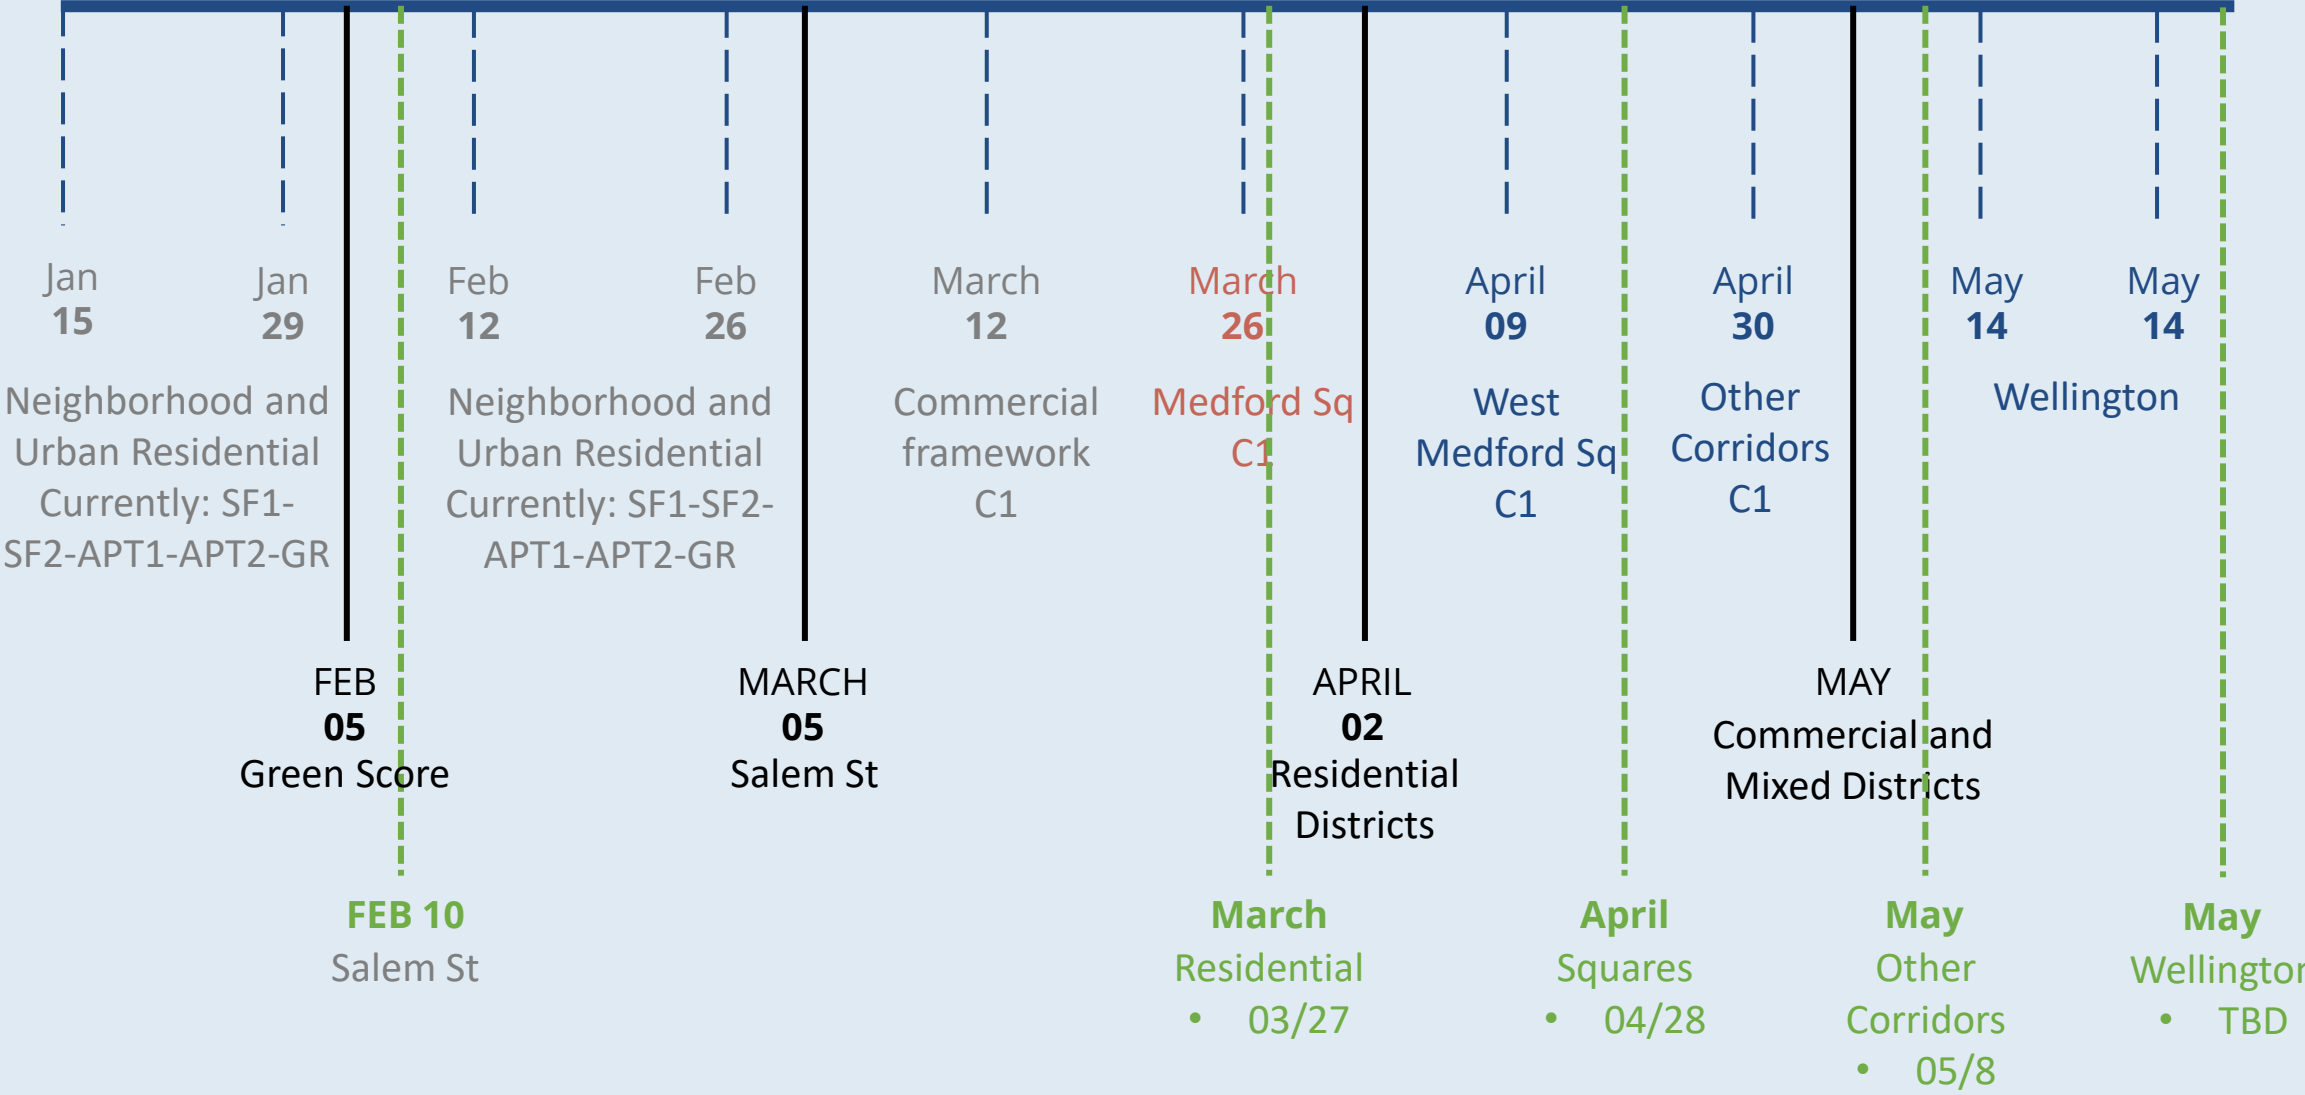 Jan
15
Neighborhood and
Urban Residential
Currently: SF1-
SF2-APT1-APT2-GR
Jan
29
Feb
12
Neighborhood and
Urban Residential
Currently: SF1-SF2-
APT1-APT2-GR
Feb
26
March
12
Commercial
framework
C1
March
26
Medford Sq
C1
April
09
West
Medford Sq
C1
April
30
Other
Corridors
C1
May
14
May
14
Wellington
FEB
05
Green Score
MARCH
05
Salem St
APRIL
02
Residential
Districts
MAY
Commercial and
Mixed Districts
FEB 10
Salem St
March
Residential
• 03/27
April
Squares
• 04/28
May
Other
Corridors
• 05/8
May
Wellington
• TBD